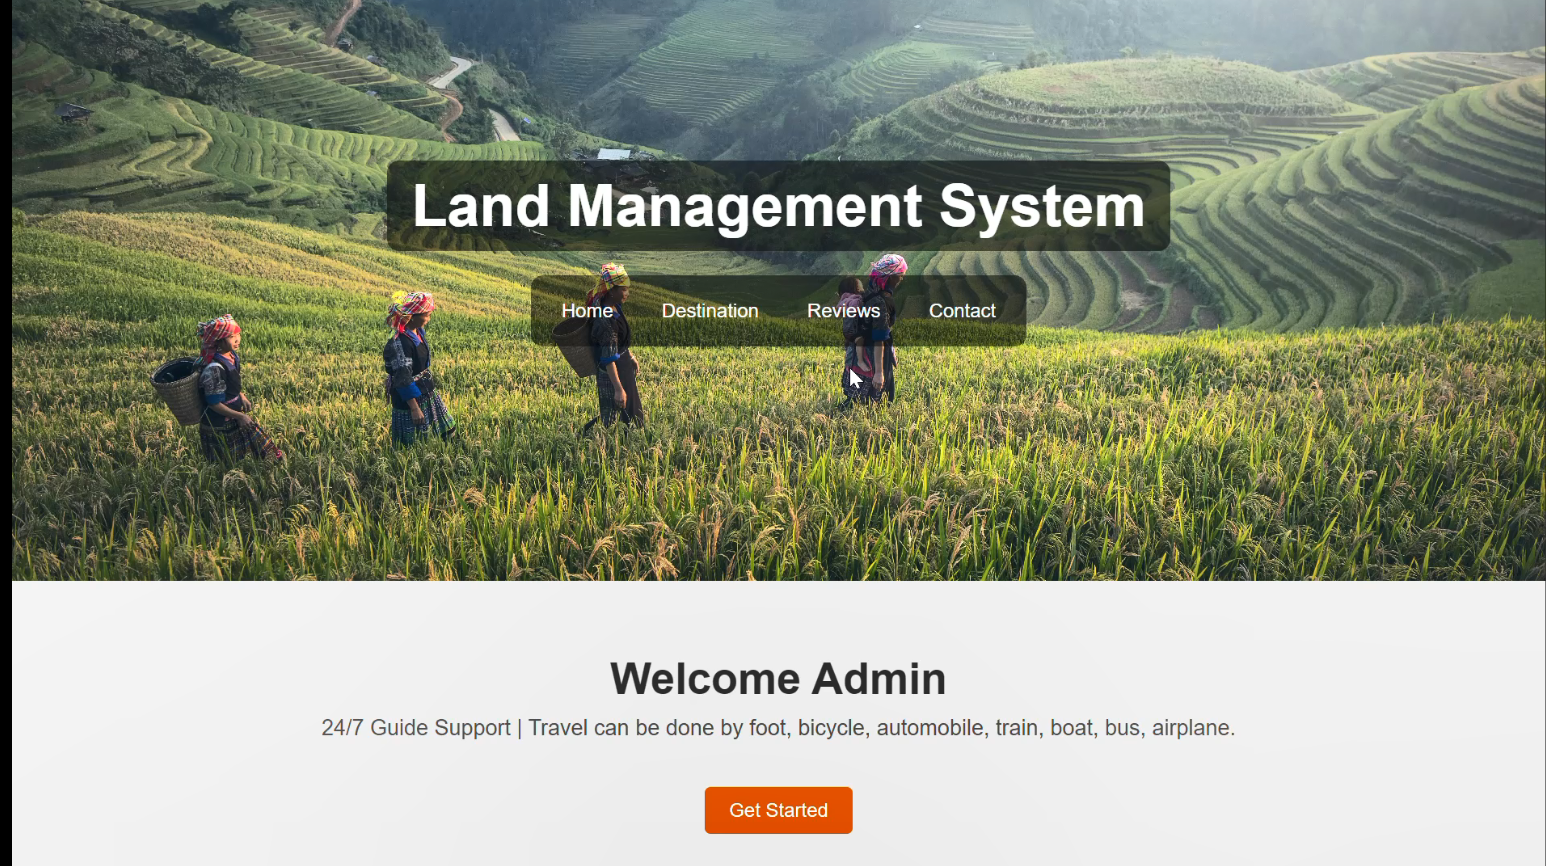 Land Management System
Home Destination Reviews Contact
Welcome Admin
24/7 Guide Support | Travel can be done by foot, bicycle, automobile, train, boat, bus, airplane.
Get Started